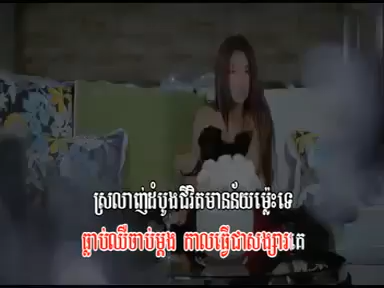 ស្រលាញ់ដំបូងជីវិតមានន័យម្ល៉េះទេ
ធ្លាប់ឈឺចាប់ម្ដង កាលធ្វើជាសង្សារគេ